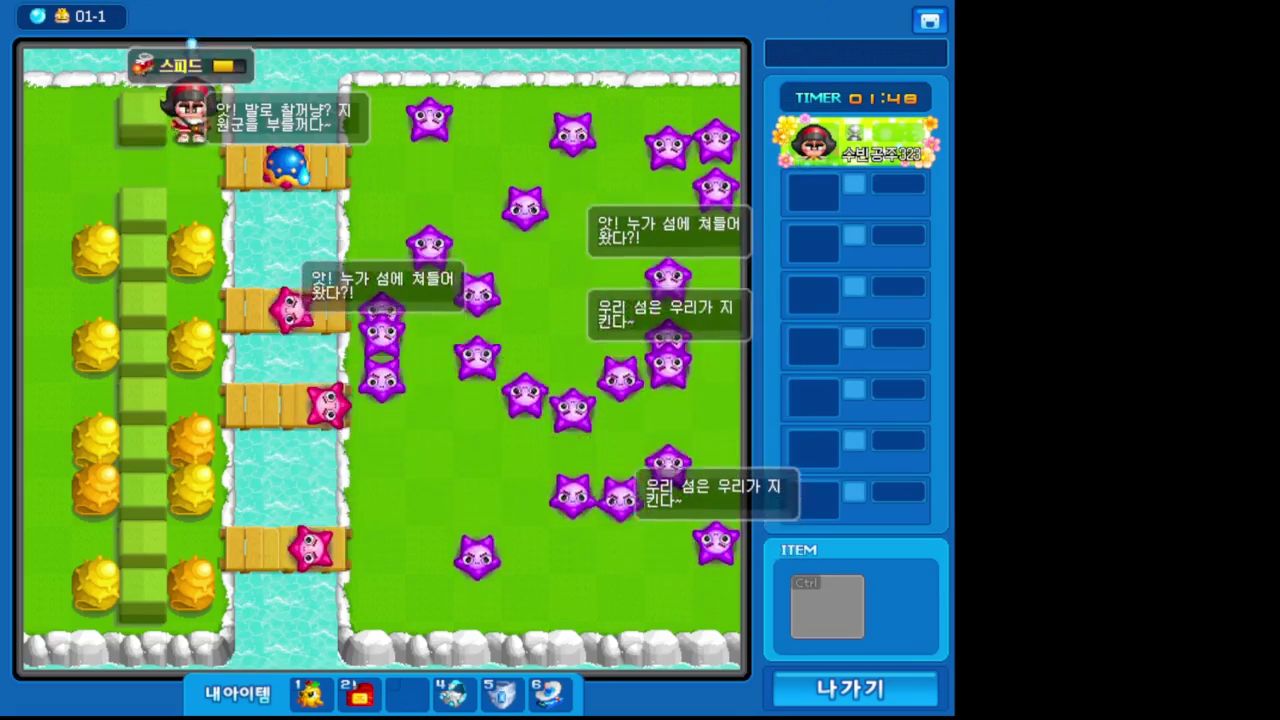 01-1
스피드
앗! 발로 찰꺼냥? 지
원군을 부를꺼다~
TIMER 01:48
수빈공주323
앗! 누가 섬에 쳐들어
왔다?!
앗! 누가 섬에 쳐들어
왔다?!
우리 섬은 우리가 지
킨다~
우리 섬은 우리가 지
킨다~
ITEM
Ctrl
내아이템
1
2
4
5
6
나가기